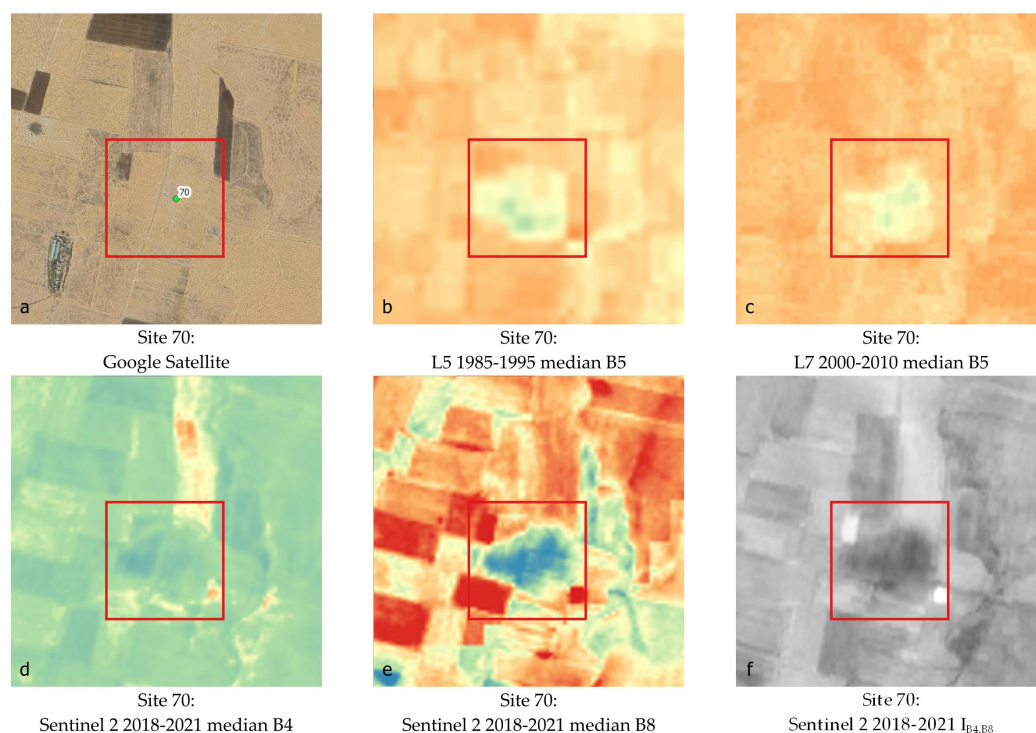 70
a
b
c
Site 70:
Google Satellite
Site 70:
L5 1985-1995 median B5
Site 70:
L7 2000-2010 median B5
d
e
f
Site 70:
Sentinel 2 2018-2021 median B4
Site 70:
Sentinel 2 2018-2021 median B8
Site 70:
Sentinel 2 2018-2021 I_B4,B8